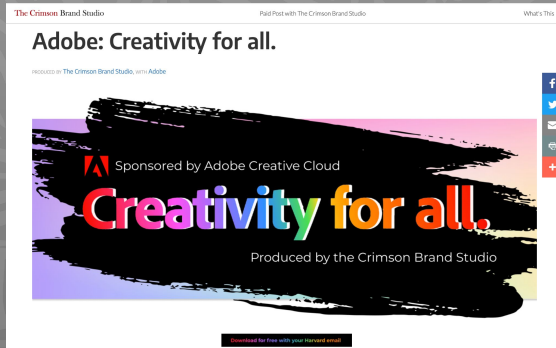 The Crimson Brand Studio
Paid Post with The Crimson Brand Studio
What's This
Adobe: Creativity for all.
PRODUCED BY The Crimson Brand Studio, WITH Adobe
Sponsored by Adobe Creative Cloud
Creativity for all.
Produced by the Crimson Brand Studio
Download for free with your Harvard email